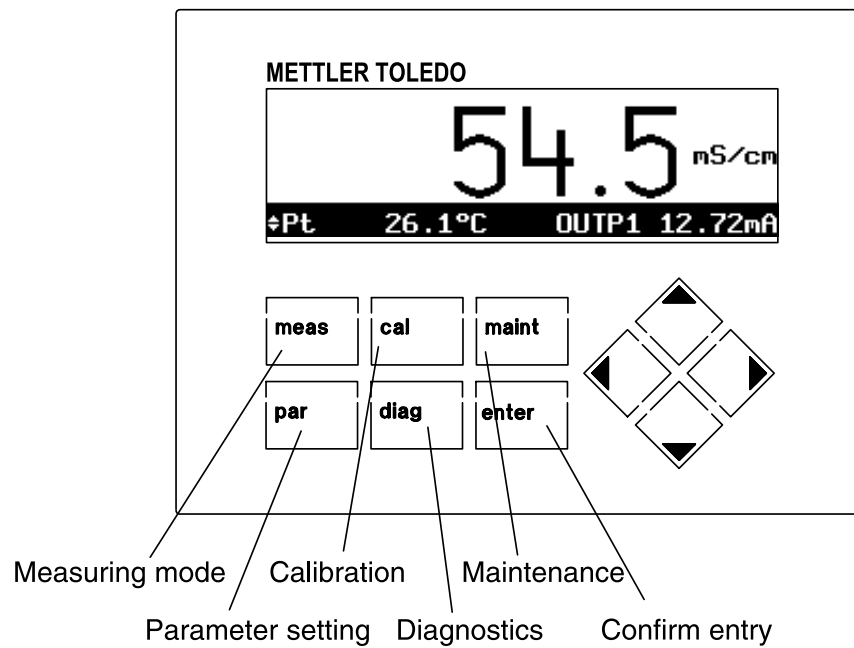 METTLER TOLEDO
54.5 mS/cm
Pt 26.1°C OUTP1 12.72mA
meas cal maint
par diag enter
Measuring mode Calibration Maintenance
Parameter setting Diagnostics Confirm entry